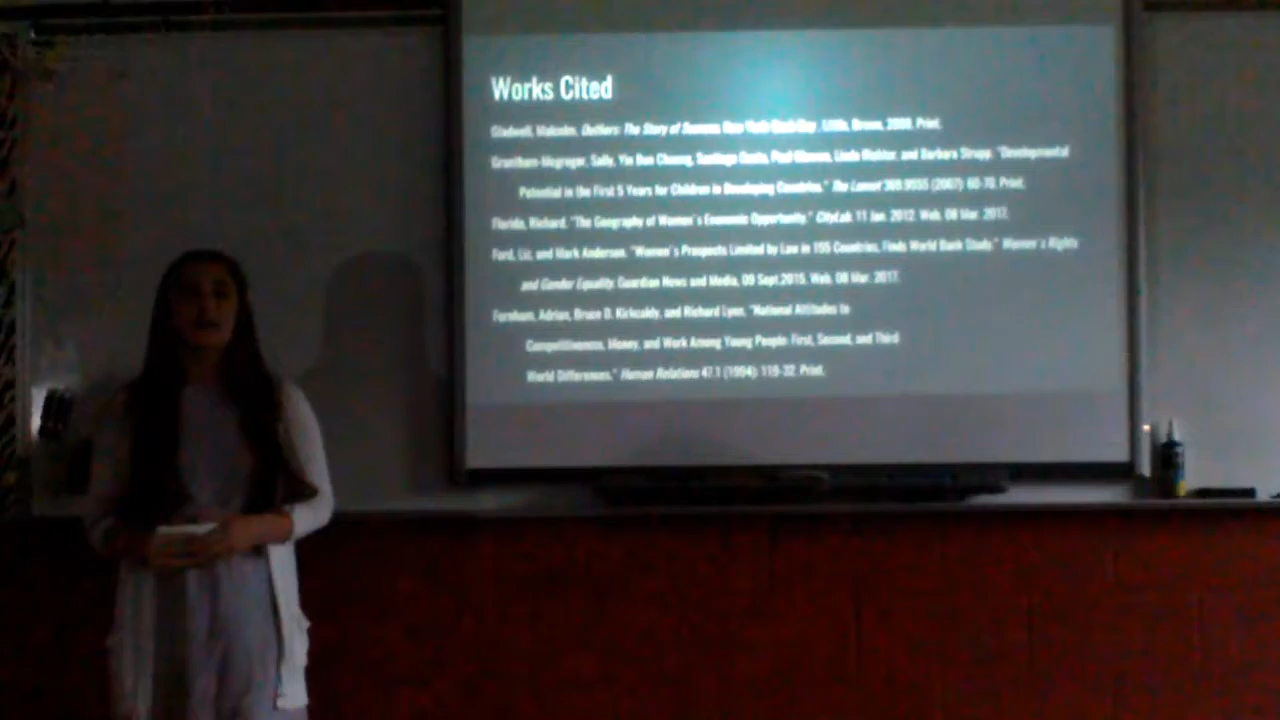 Works Cited
Gladwell, Malcolm. Outliers: The Story of Success. New York: Back Bay, Little, Brown, 2008. Print.
Grantham-Mcgregor, Sally, Yin Bun Cheung, Santiago Cueto, Paul Glewwe, Linda Richter, and Barbara Strupp. "Developmental
Potential in the First 5 Years for Children in Developing Countries." The Lancet 369.9555 (2007): 60-70. Print.
Florida, Richard. "The Geography of Women's Economic Opportunity." CityLab. 11 Jan. 2012. Web. 08 Mar. 2017.
Ford, Liz, and Mark Anderson. "Women's Prospects Limited by Law in 155 Countries, Finds World Bank Study." Women's Rights
and Gender Equality. Guardian News and Media, 09 Sept.2015. Web. 08 Mar. 2017.
Furnham, Adrian, Bruce D. Kirkcaldy, and Richard Lynn. "National Attitudes to
Competitiveness, Money, and Work Among Young People: First, Second, and Third
World Differences." Human Relations 47.1 (1994): 119-32. Print.